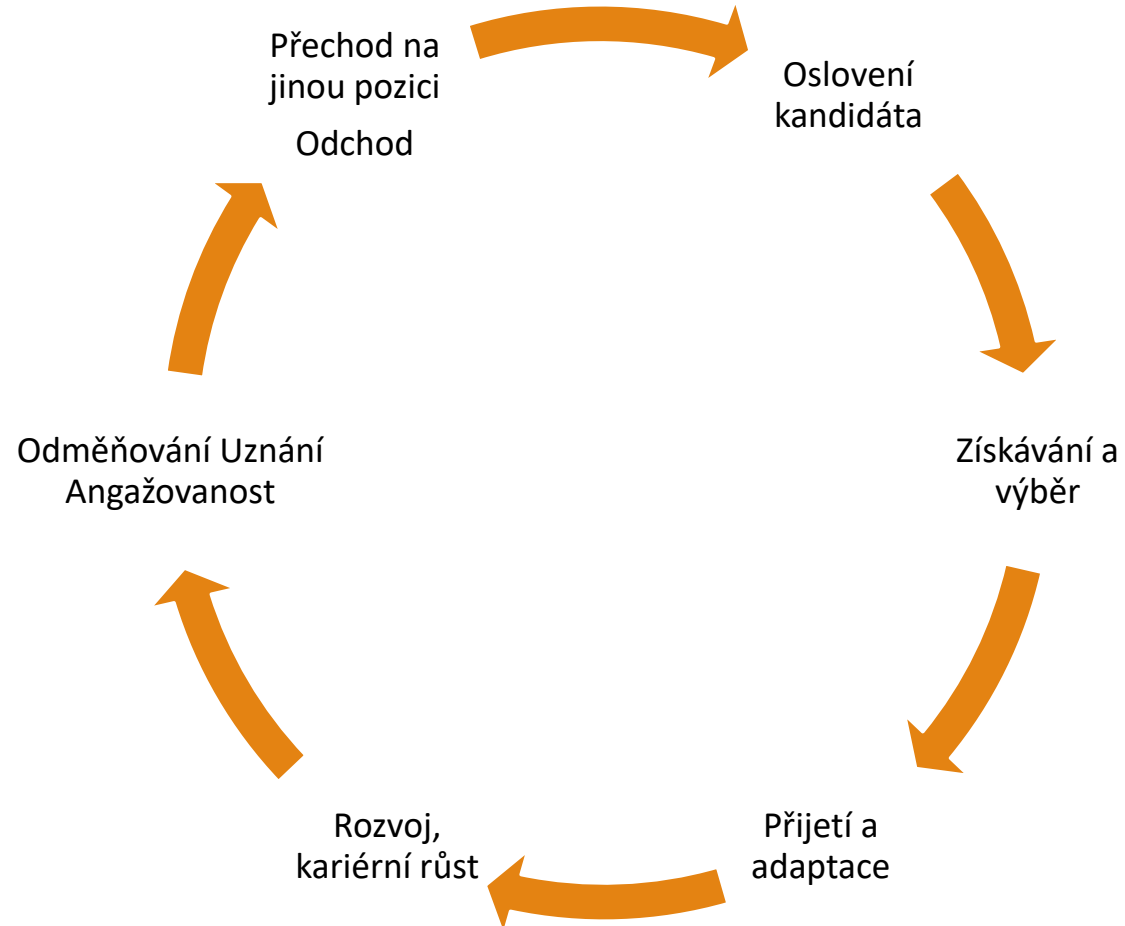 Přechod na
jinou pozici
Odchod
Oslovení
kandidáta
Získávání a
výběr
Přijetí a
adaptace
Rozvoj,
kariérní růst
Odměňování Uznání
Angažovanost